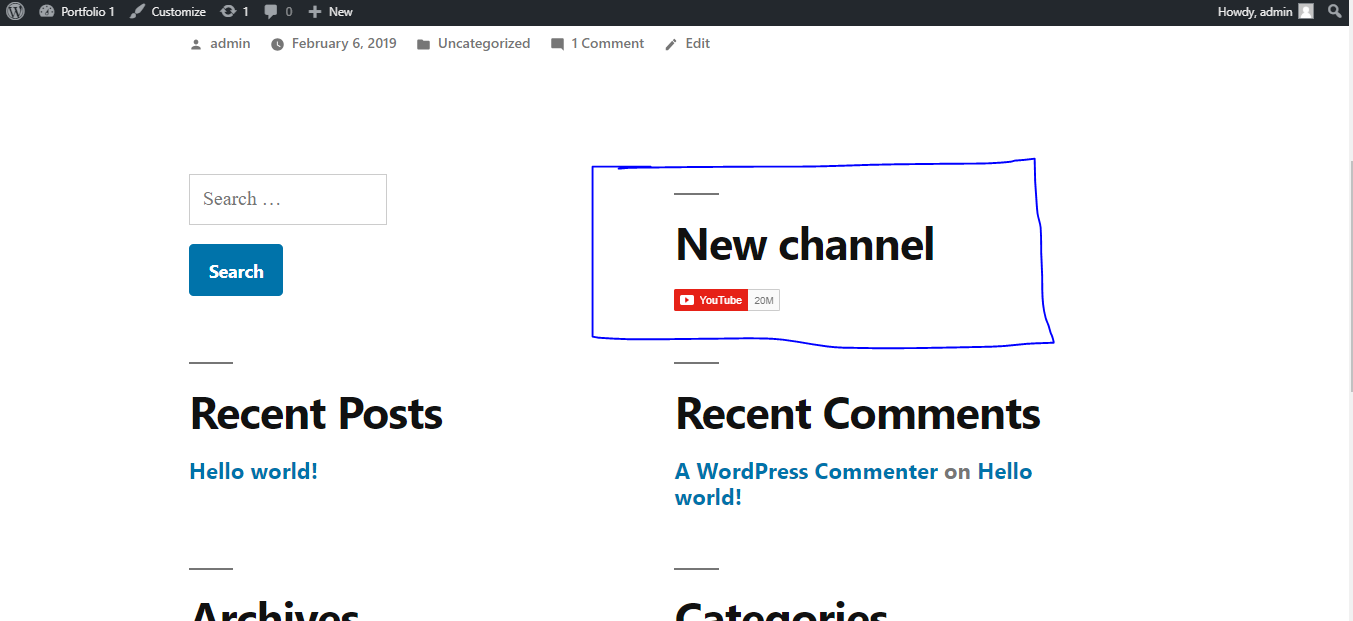 Portfolio 1 Customize 1 0 New Howdy, admin
admin February 6, 2019 Uncategorized 1 Comment Edit
Search …
Search
New channel
YouTube 20M
Recent Posts
Hello world!
Recent Comments
A WordPress Commenter on Hello
world!
Archives
Categories